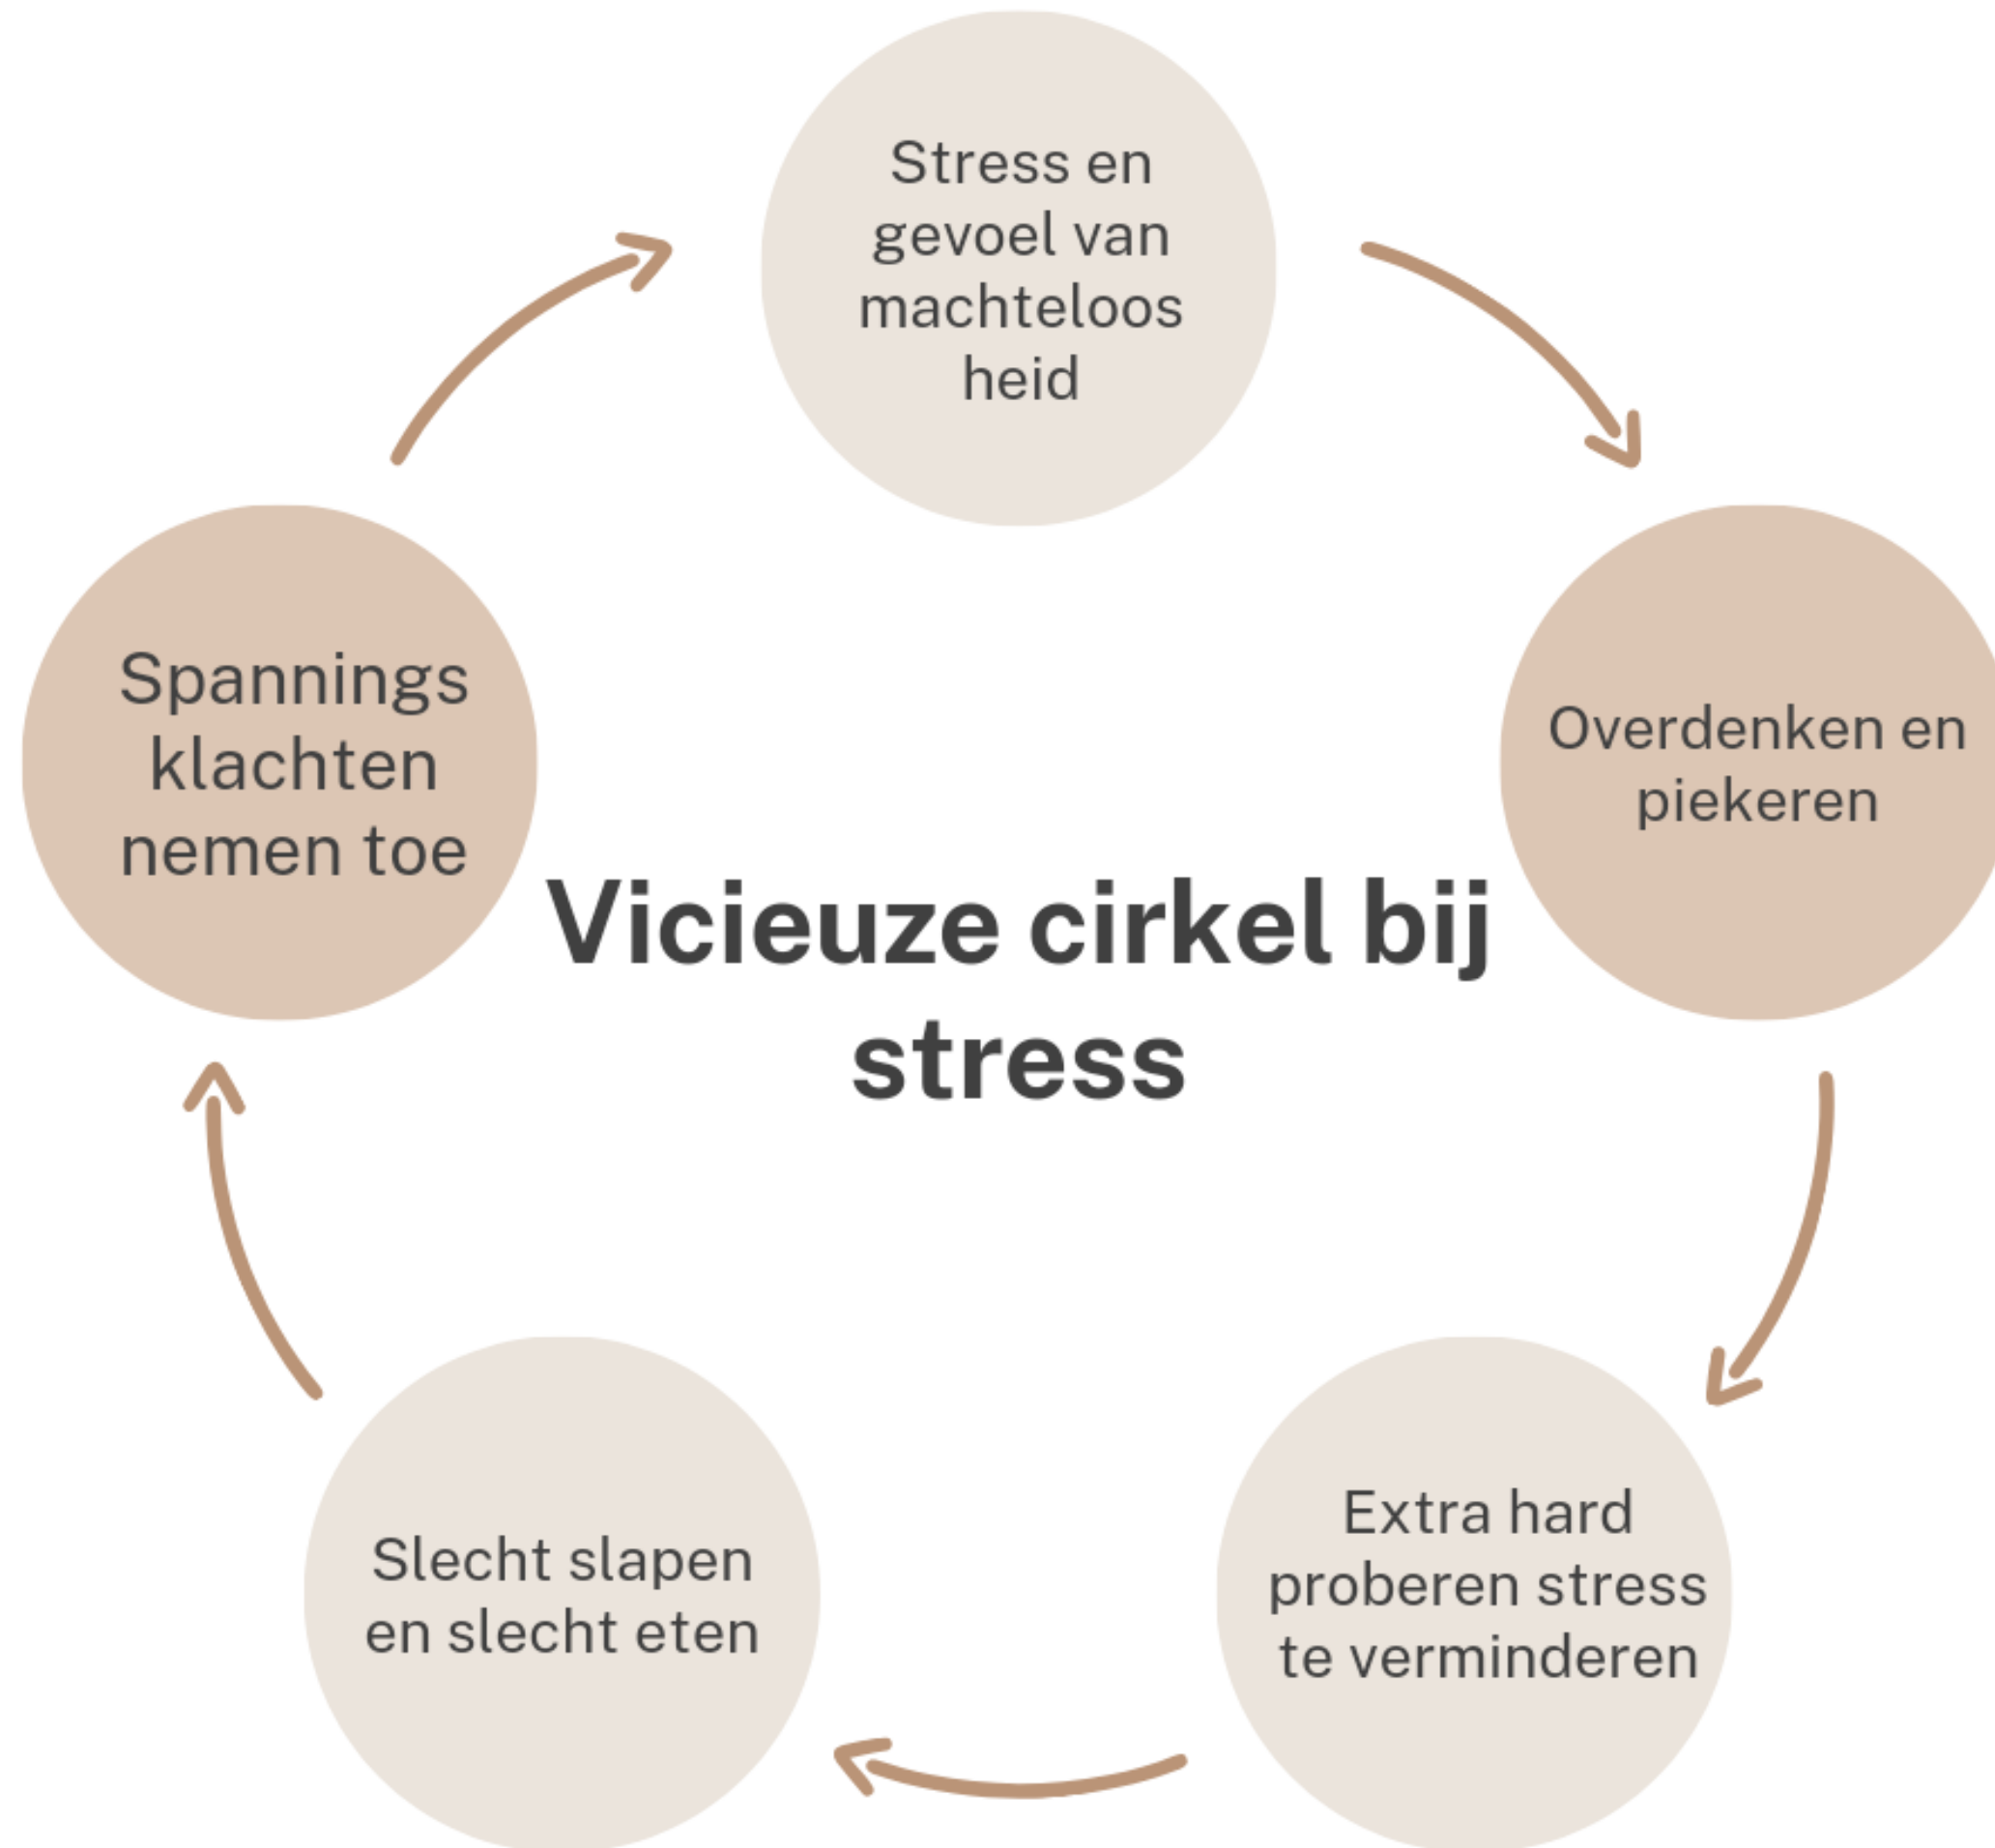 Stress en
gevoel van
machteloos
heid
Overdenken en
piekeren
Extra hard
proberen stress
te verminderen
Slecht slapen
en slecht eten
Spannings
klachten
nemen toe
Vicieuze cirkel bij
stress